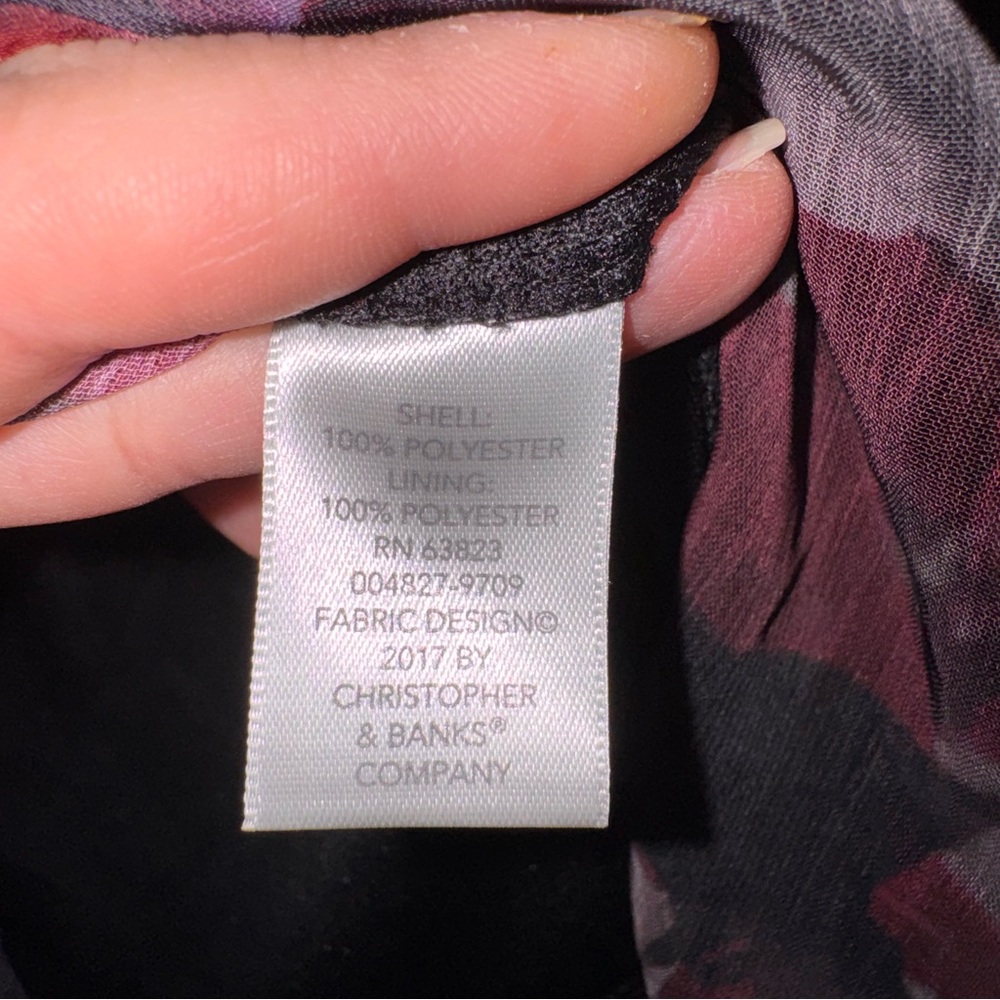 SHELL:
100% POLYESTER
LINING:
100% POLYESTER
RN 63823
004827-9709
FABRIC DESIGN©
2017 BY
CHRISTOPHER
& BANKS®
COMPANY